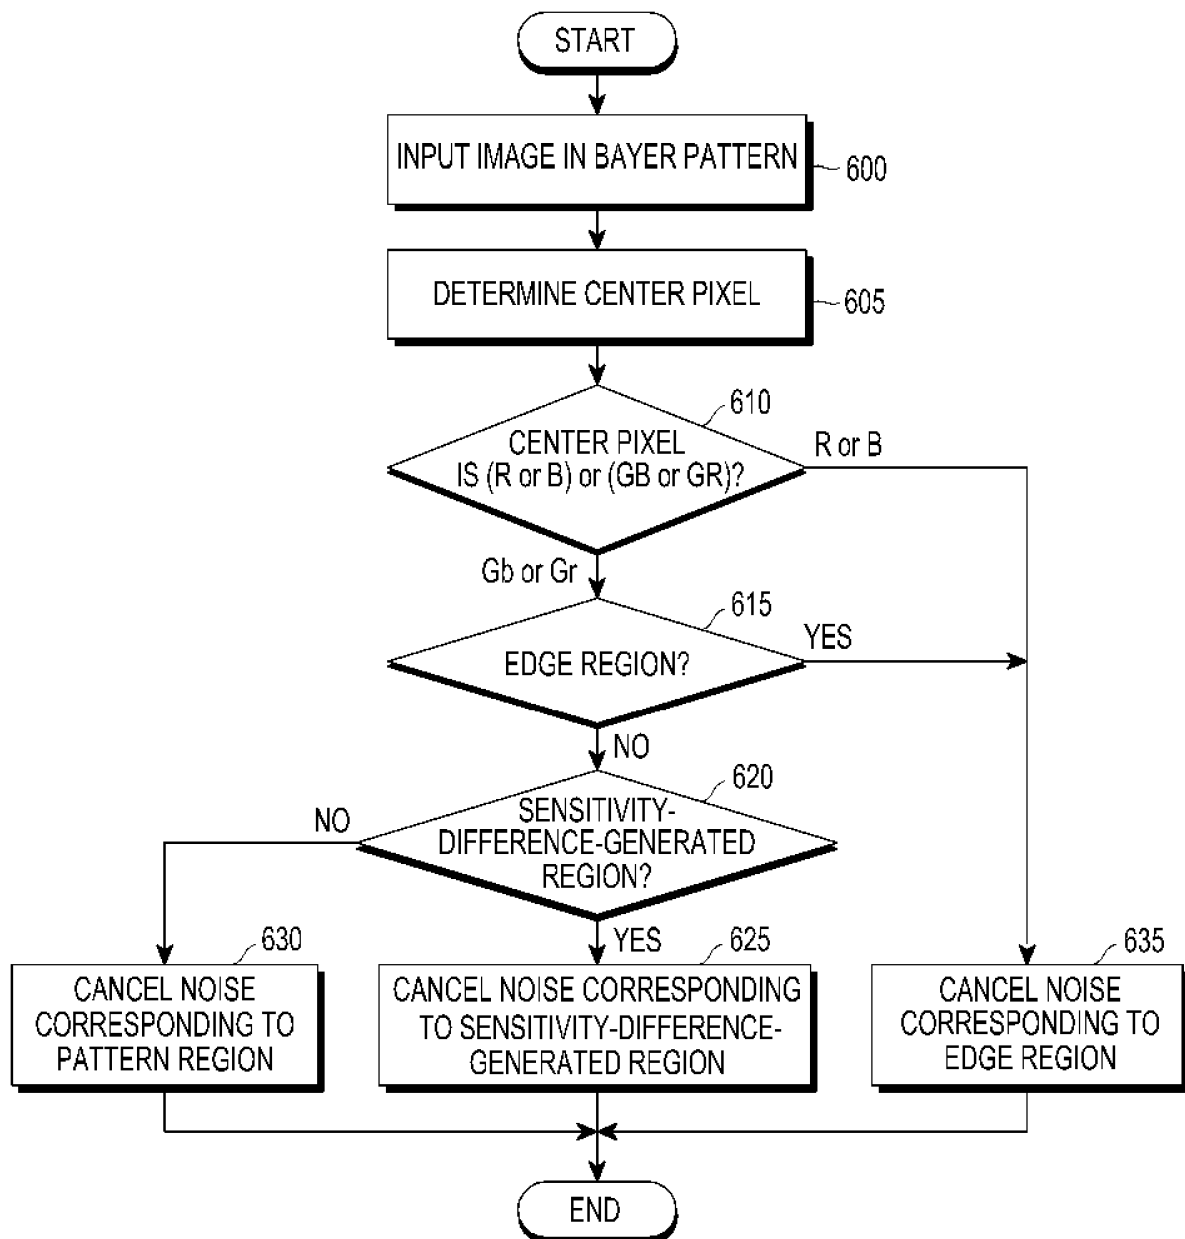 START
INPUT IMAGE IN BAYER PATTERN
600
DETERMINE CENTER PIXEL
605
610
CENTER PIXEL
IS (R or B) or (GB or GR)?
R or B
Gb or Gr
615
EDGE REGION?
YES
NO
620
SENSITIVITY-
DIFFERENCE-GENERATED
REGION?
NO
YES
630
CANCEL NOISE
CORRESPONDING TO
PATTERN REGION
625
CANCEL NOISE CORRESPONDING
TO SENSITIVITY-DIFFERENCE-
GENERATED REGION
635
CANCEL NOISE
CORRESPONDING TO
EDGE REGION
END